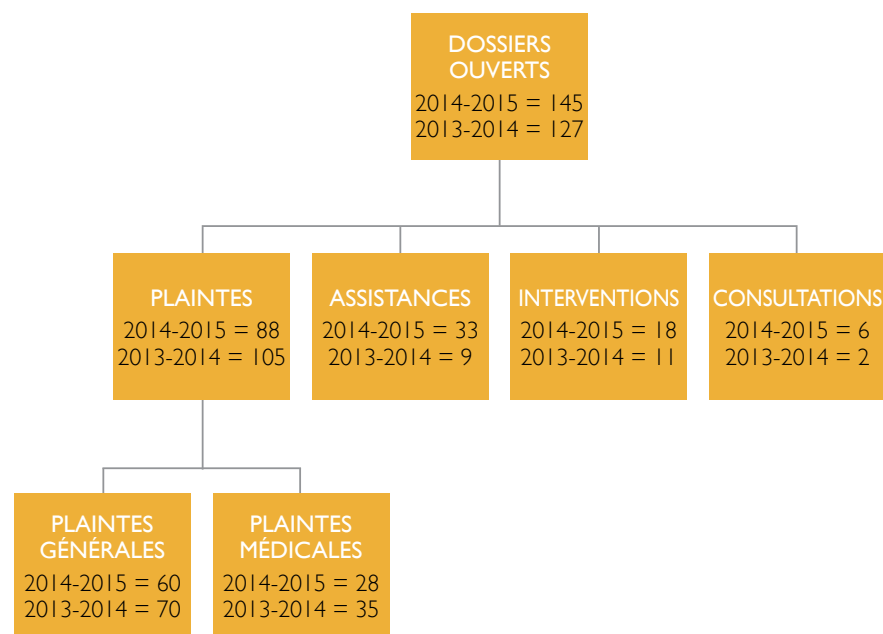 DOSSIERS
OUVERTS
2014-2015 = 145
2013-2014 = 127
PLAINTES
2014-2015 = 88
2013-2014 = 105
ASSISTANCES
2014-2015 = 33
2013-2014 = 9
INTERVENTIONS
2014-2015 = 18
2013-2014 = 11
CONSULTATIONS
2014-2015 = 6
2013-2014 = 2
PLAINTES
GÉNÉRALES
2014-2015 = 60
2013-2014 = 70
PLAINTES
MÉDICALES
2014-2015 = 28
2013-2014 = 35